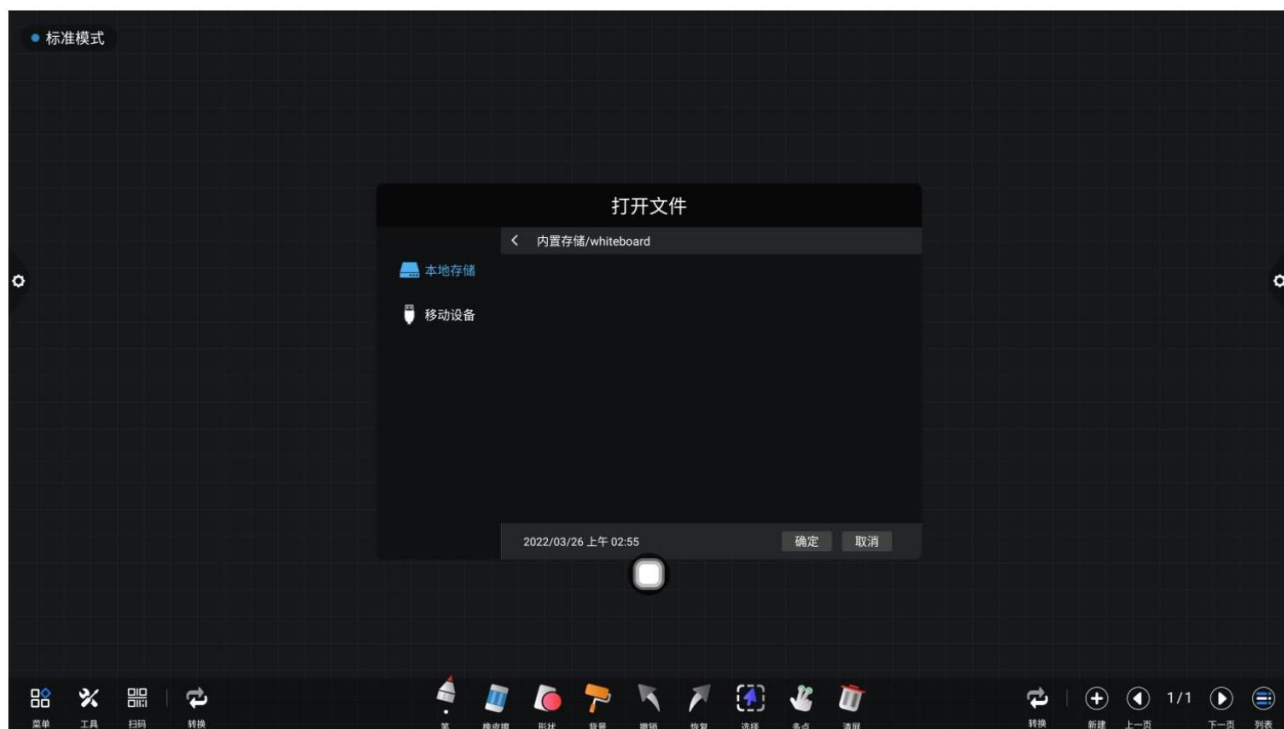 标准模式
打开文件
内置存储/whiteboard
本地存储
移动设备
2022/03/26 上午 02:55
确定 取消
1/1
菜单 工具 扫码 转换 笔 橡皮擦 形状 背景 撤销 恢复 选择 多点 清屏 转换 新建 上一页 下一页 列表